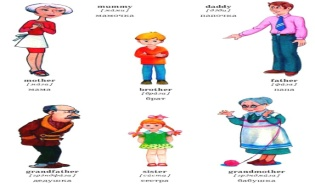 mummy
мамочка
daddy
папочка
mother
мама
brother
брат
father
папа
grandfather
дедушка
sister
сестра
grandmother
бабушка